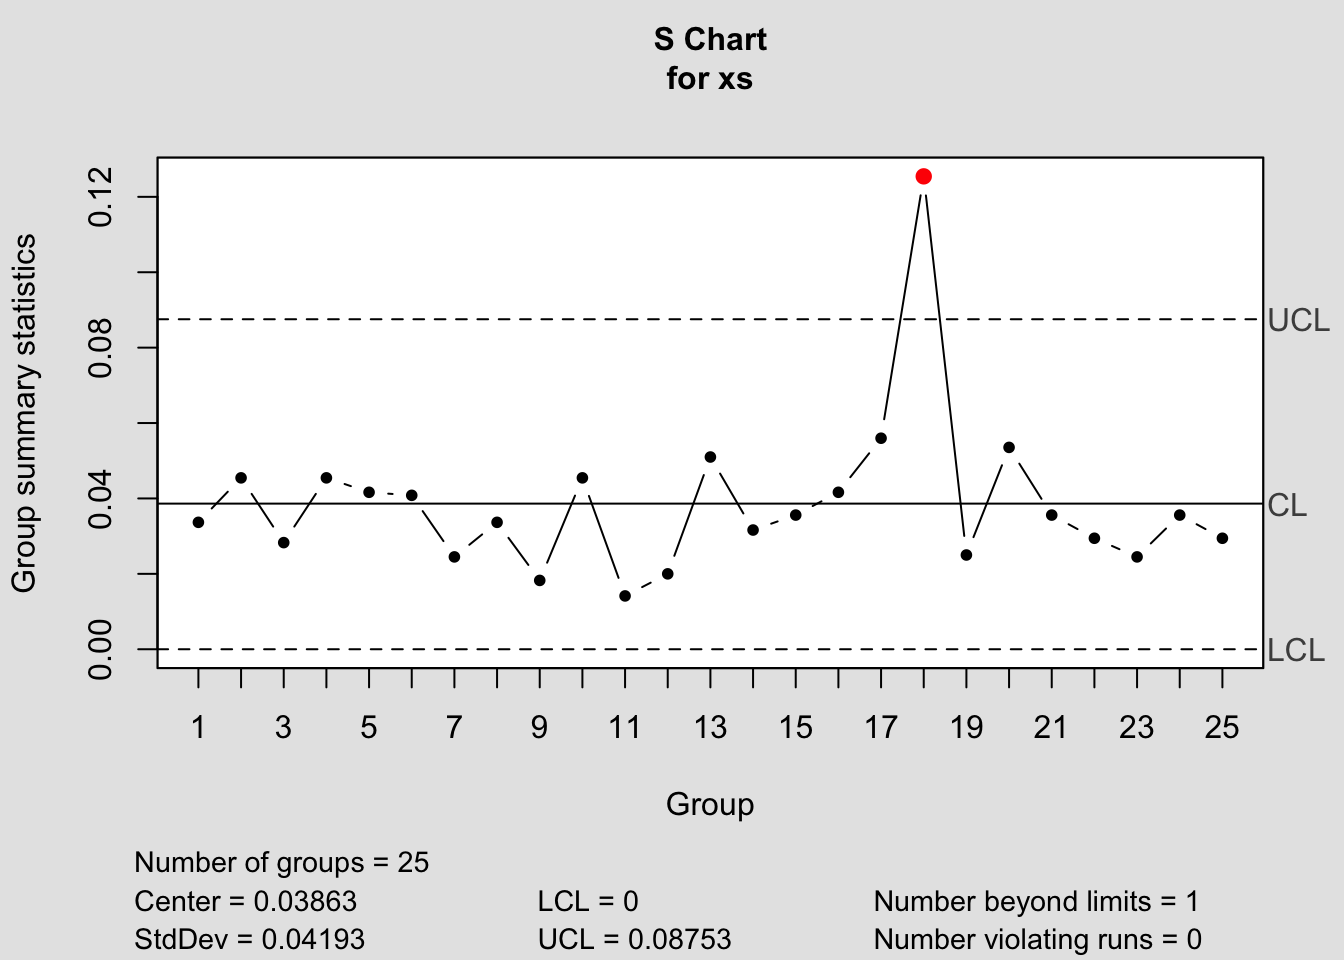 S Chart
for xs
Group summary statistics
0.12
0.08
0.04
0.00
UCL
CL
LCL
1 3 5 7 9 11 13 15 17 19 21 23 25
Group
Number of groups = 25
Center = 0.03863 LCL = 0 Number beyond limits = 1
StdDev = 0.04193 UCL = 0.08753 Number violating runs = 0